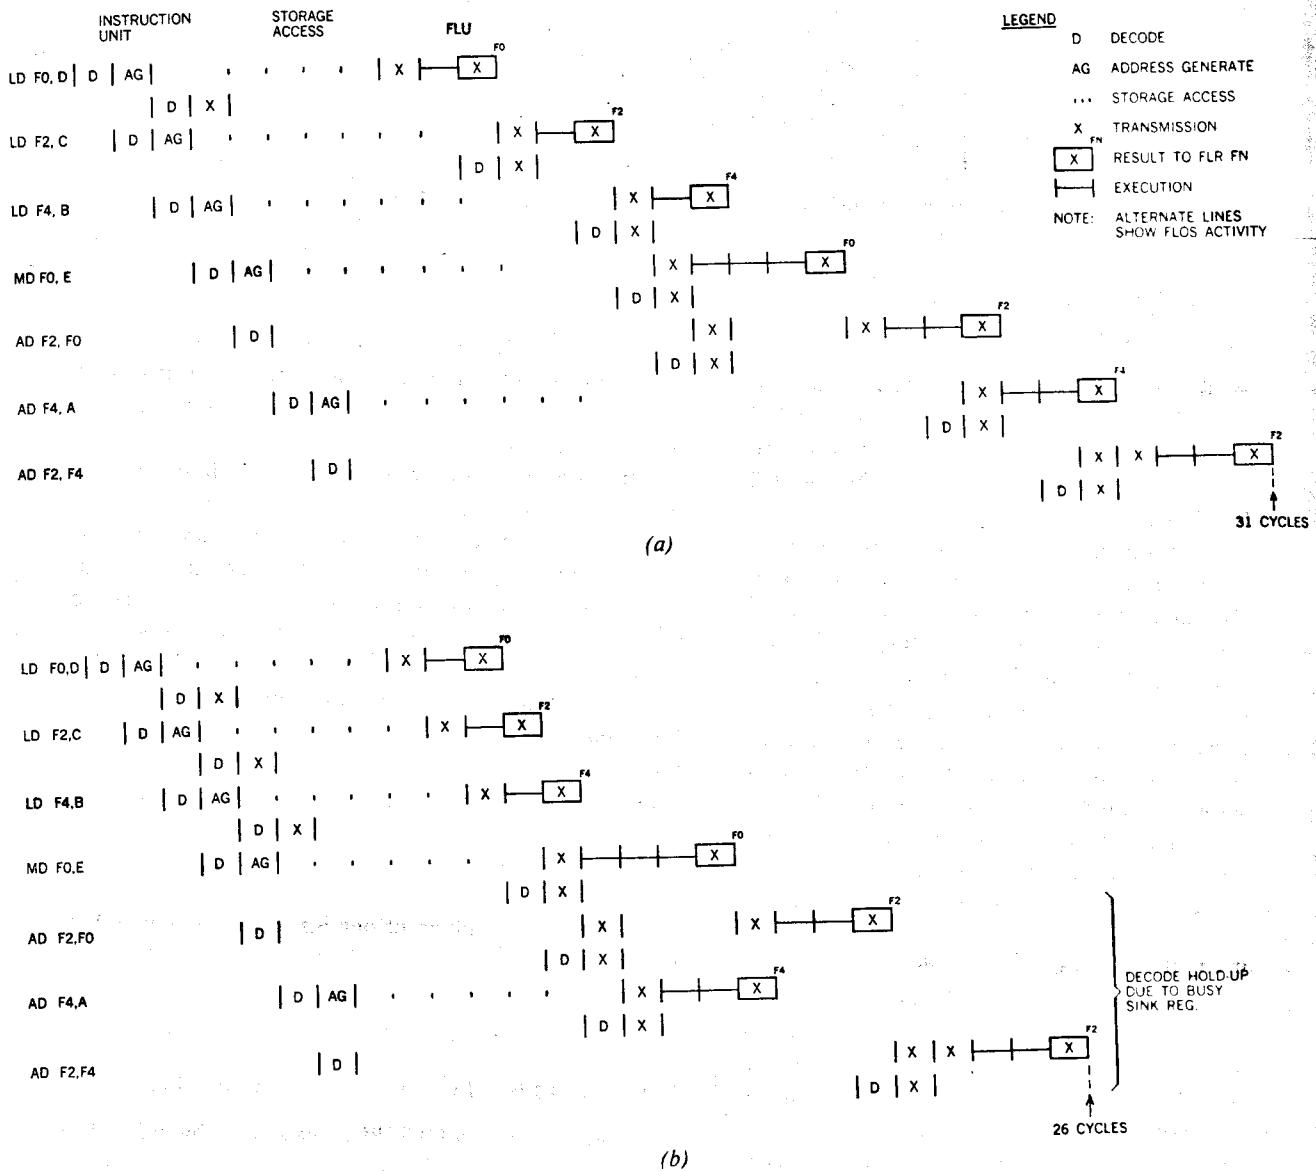 INSTRUCTION UNIT
STORAGE ACCESS
FLU
LEGEND
D DECODE
AG ADDRESS GENERATE
... STORAGE ACCESS
X TRANSMISSION
FN
X RESULT TO FLR FN
EXECUTION
NOTE: ALTERNATE LINES
SHOW FLOS ACTIVITY
F0
LD F0, D D AG X X
D X
F2
LD F2, C D AG X X
D X
F4
LD F4, B D AG X X
D X
F0
MD F0, E D AG X X
D X
F2
AD F2, F0 D X X X
D X
F4
AD F4, A D AG X X
D X
F2
AD F2, F4 D X X X
D X
31 CYCLES
(a)
F0
LD F0,D D AG X X
D X
F2
LD F2,C D AG X X
D X
F4
LD F4,B D AG X X
D X
F0
MD F0,E D AG X X
D X
F2
AD F2,F0 D X X X
D X
F4
AD F4,A D AG X X
D X
DECODE HOLD-UP
DUE TO BUSY
SINK REG.
F2
AD F2,F4 D X X X
D X
26 CYCLES
(b)